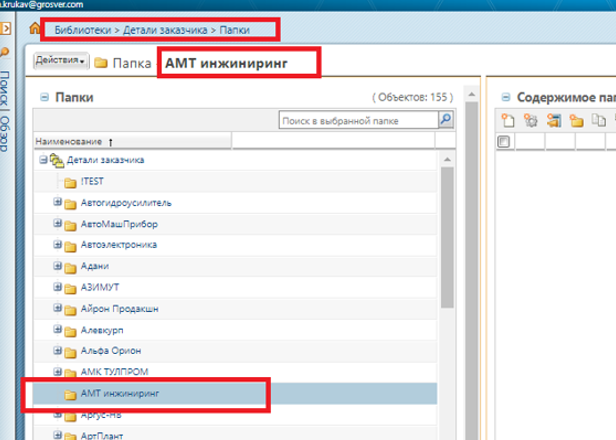 .krukav@grosver.com
Библиотеки > Детали заказчика > Папки
Действия
Папка АМТ инжиниринг
Поиск | Обзор
Папки
( Объектов: 155 )
Содержимое
Поиск в выбранной папке
Наименование ↑
Детали заказчика
!TEST
Автогидроусилитель
АвтоМашПрибор
Автоэлектроника
Адани
АЗИМУТ
Айрон Продакшн
Алевкурп
Альфа Орион
АМК ТУЛПРОМ
АМТ инжиниринг
Аргус-НВ
АртПлант